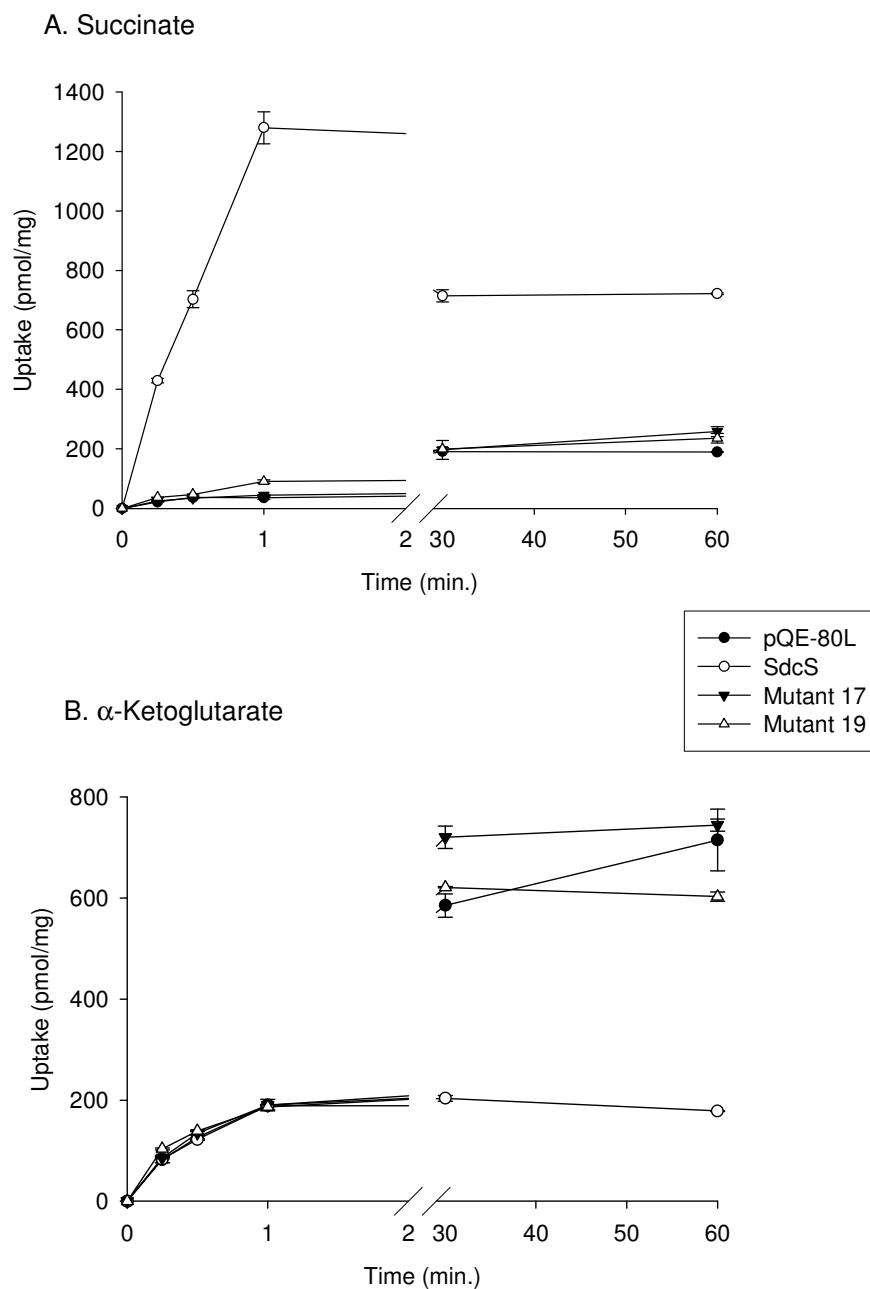 A. Succinate
1400
1200
1000
800
600
400
200
0
Uptake (pmol/mg)
0 1 2 30 40 50 60
Time (min.)
pQE-80L
SdcS
Mutant 17
Mutant 19
B. α-Ketoglutarate
800
600
400
200
0
Uptake (pmol/mg)
0 1 2 30 40 50 60
Time (min.)